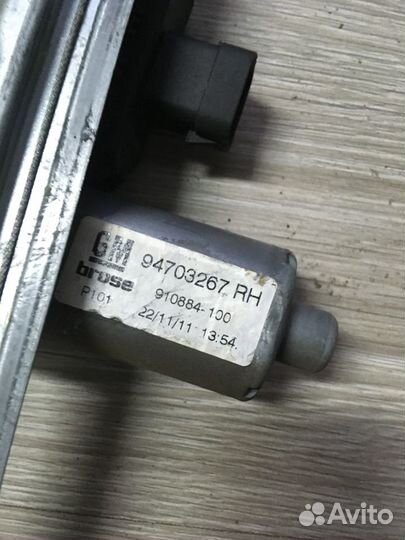 GM
brose
94703267 RH
P101
910884-100
22/11/11 13:54
Avito